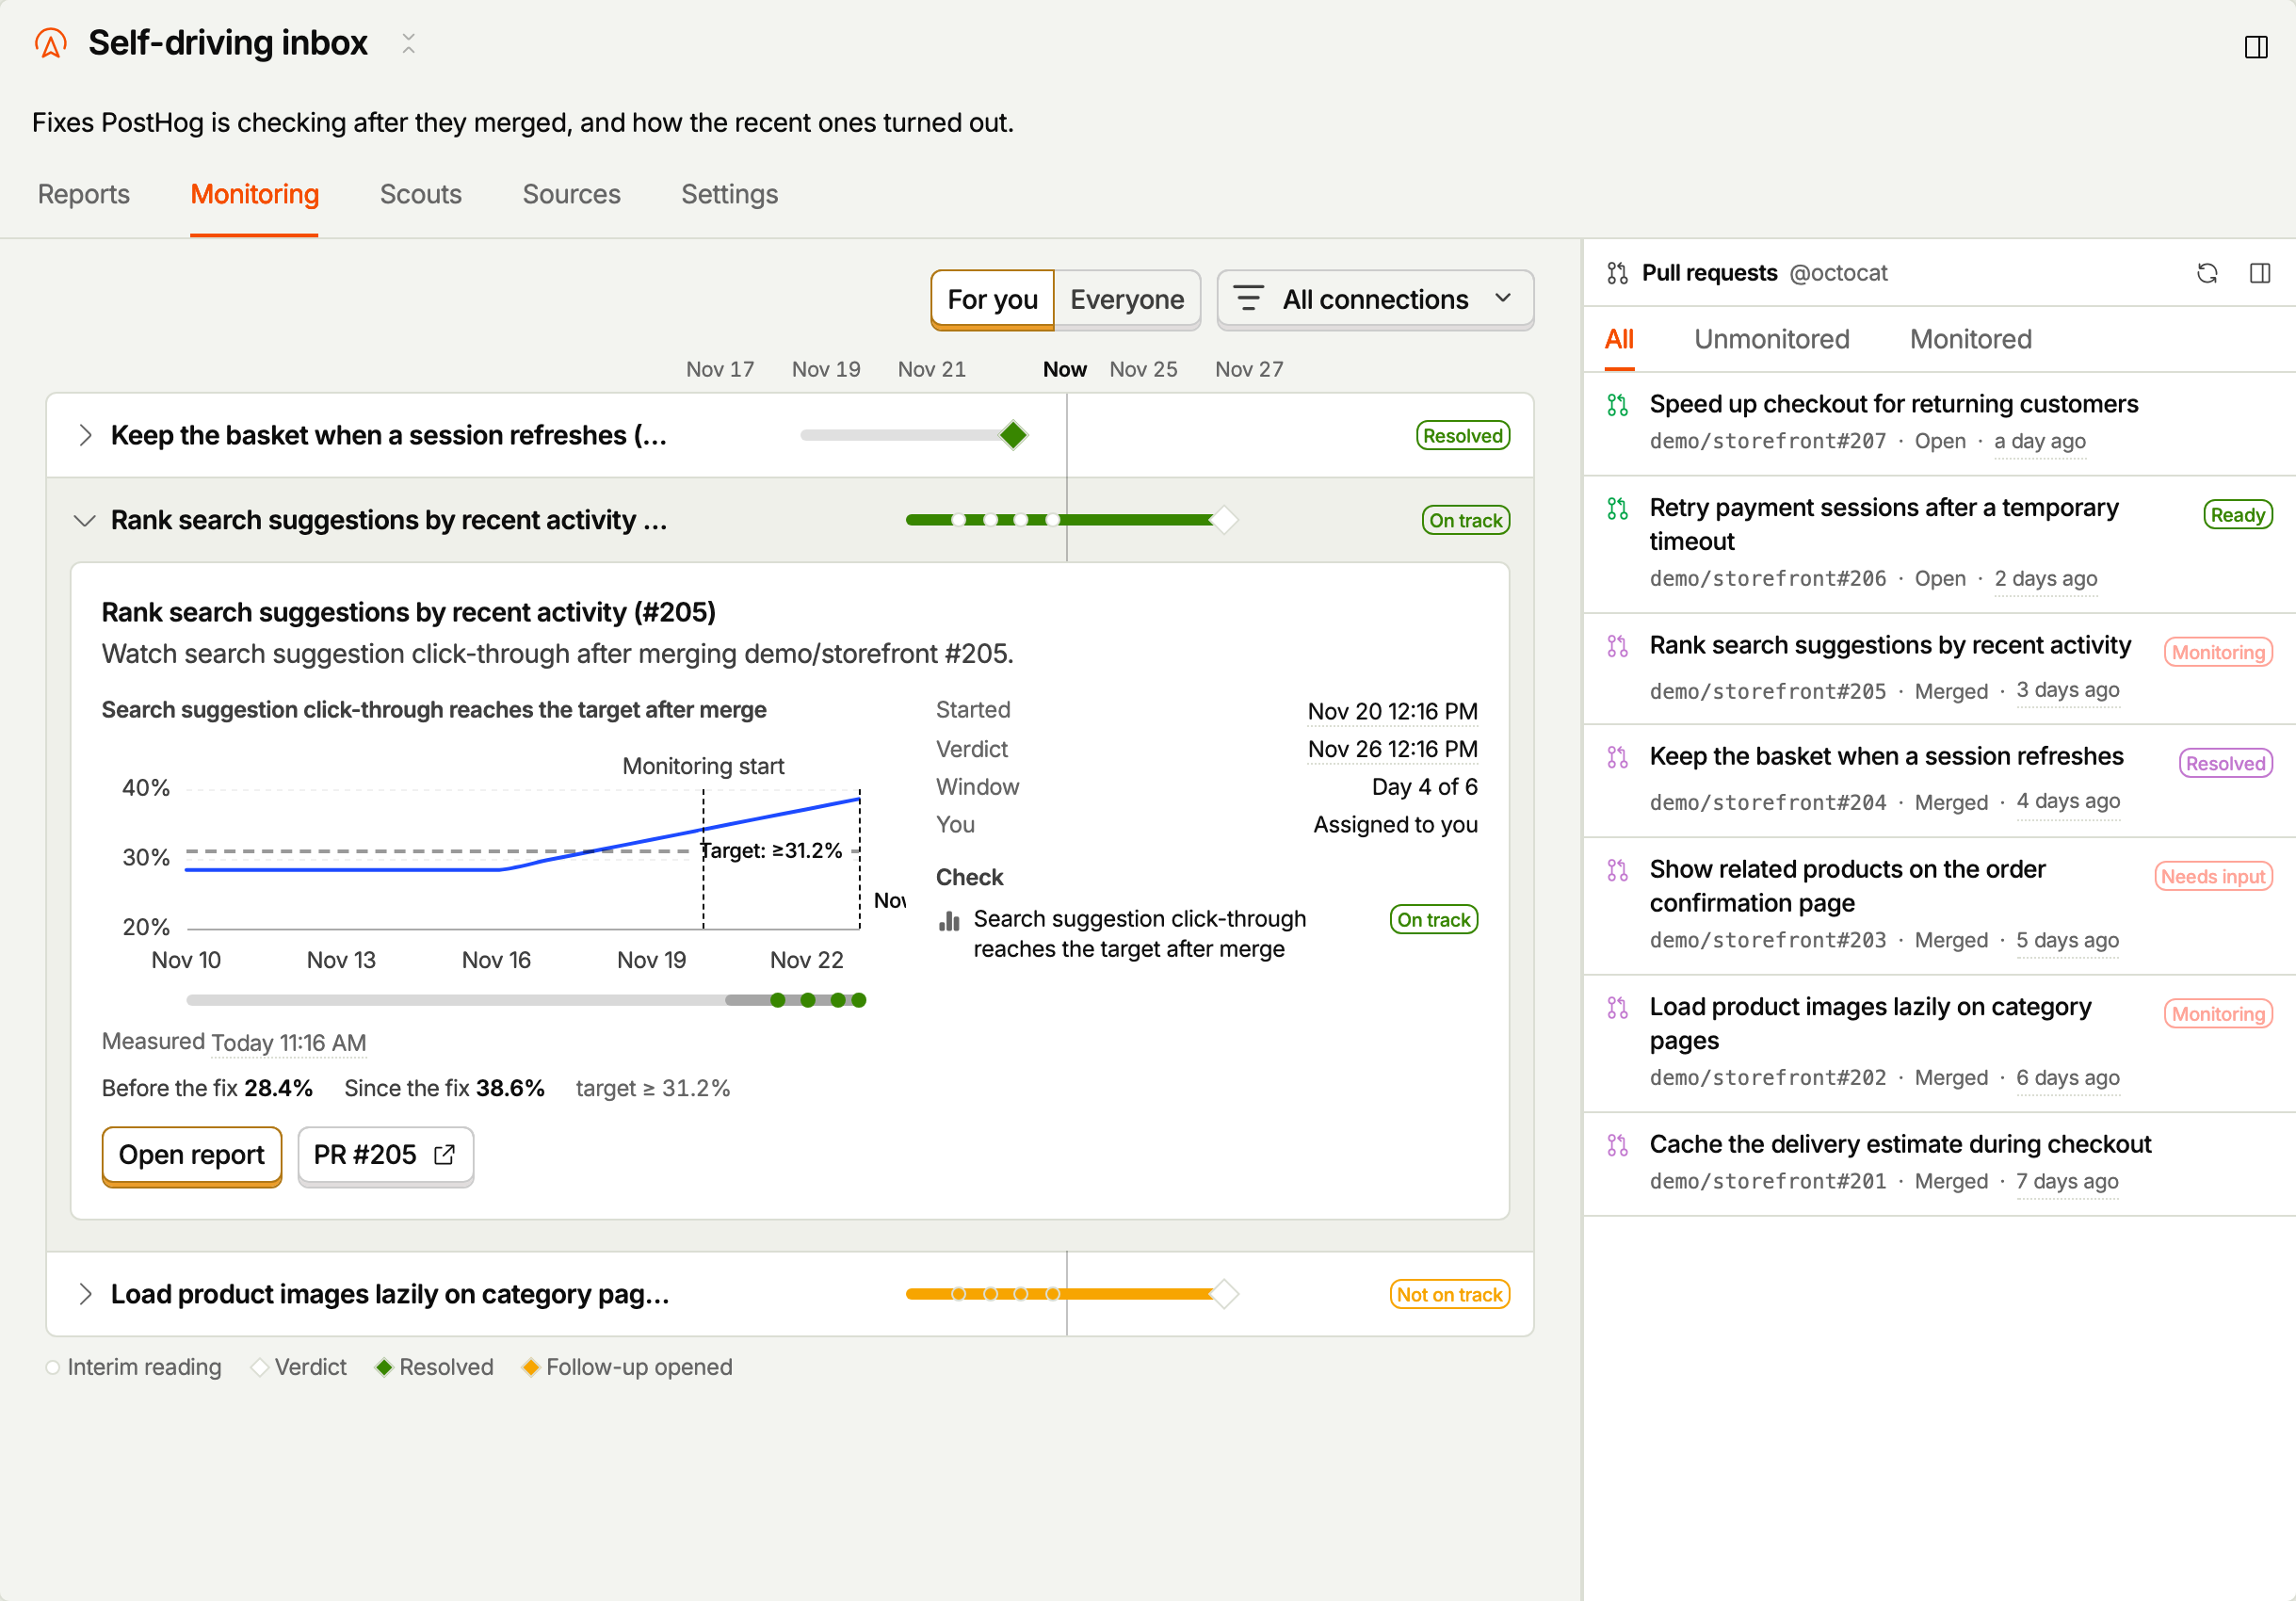 Self-driving inbox
Fixes PostHog is checking after they merged, and how the recent ones turned out.
Reports Monitoring Scouts Sources Settings
For you Everyone All connections
Nov 17 Nov 19 Nov 21 Now Nov 25 Nov 27
Keep the basket when a session refreshes (... Resolved
Rank search suggestions by recent activity ... On track
Rank search suggestions by recent activity (#205)
Watch search suggestion click-through after merging demo/storefront #205.
Search suggestion click-through reaches the target after merge
Monitoring start
40%
30%
Target: ≥31.2%
Nov
20%
Nov 10 Nov 13 Nov 16 Nov 19 Nov 22
Measured Today 11:16 AM
Before the fix 28.4% Since the fix 38.6% target ≥ 31.2%
Open report PR #205
Started Nov 20 12:16 PM
Verdict Nov 26 12:16 PM
Window Day 4 of 6
You Assigned to you
Check
Search suggestion click-through On track
reaches the target after merge
Load product images lazily on category pag... Not on track
Interim reading Verdict Resolved Follow-up opened
Pull requests @octocat
All Unmonitored Monitored
Speed up checkout for returning customers
demo/storefront#207 · Open · a day ago
Retry payment sessions after a temporary Ready
timeout
demo/storefront#206 · Open · 2 days ago
Rank search suggestions by recent activity Monitoring
demo/storefront#205 · Merged · 3 days ago
Keep the basket when a session refreshes Resolved
demo/storefront#204 · Merged · 4 days ago
Show related products on the order Needs input
confirmation page
demo/storefront#203 · Merged · 5 days ago
Load product images lazily on category Monitoring
pages
demo/storefront#202 · Merged · 6 days ago
Cache the delivery estimate during checkout
demo/storefront#201 · Merged · 7 days ago